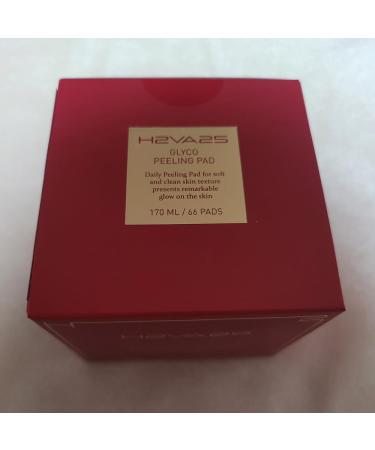 H2VA25
GLYCO
PEELING PAD
Daily Peeling Pad for soft
and clean skin texture
presents remarkable
glow on the skin
170 ML / 66 PADS
H2VA25